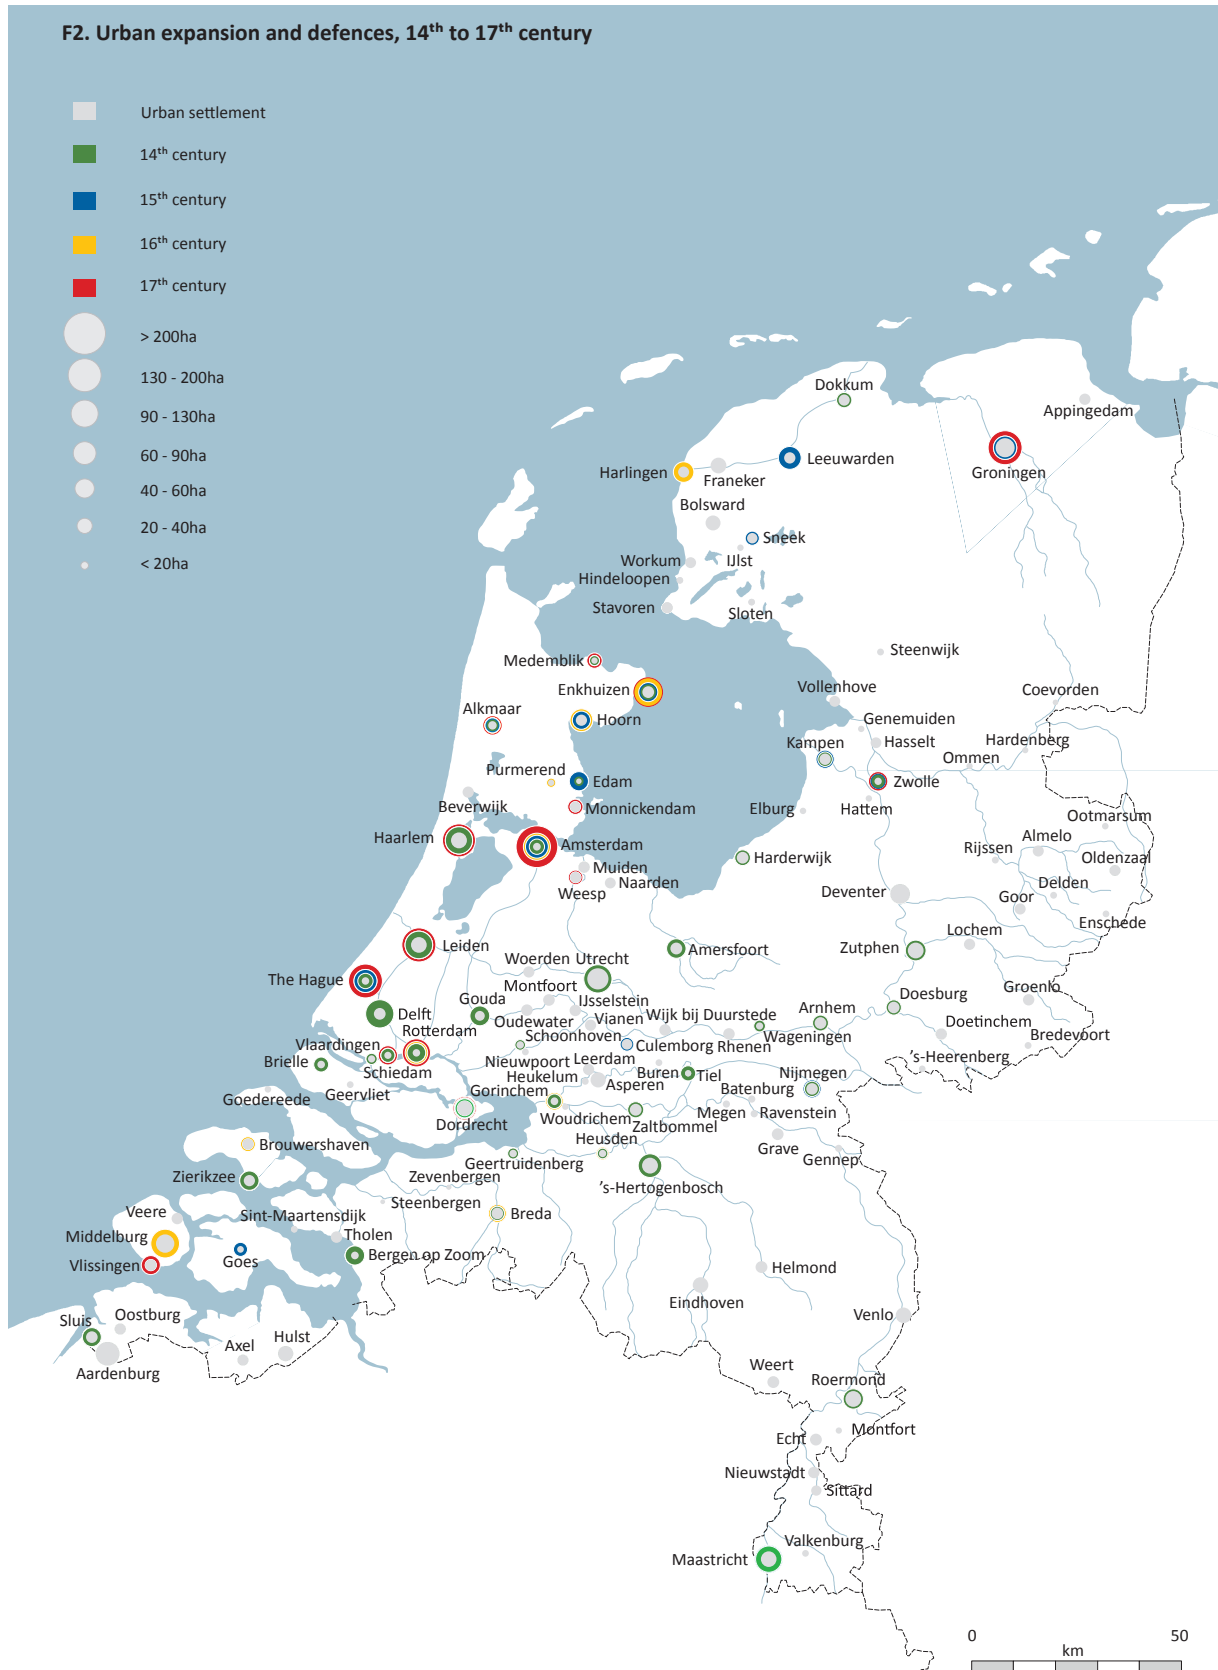 F2. Urban expansion and defences, 14th to 17th century
Urban settlement
14th century
15th century
16th century
17th century
> 200ha
130 - 200ha
90 - 130ha
60 - 90ha
40 - 60ha
20 - 40ha
< 20ha
Dokkum
Appingedam
Leeuwarden
Harlingen
Franeker
Groningen
Bolsward
Sneek
IJlst
Workum
Hindeloopen
Stavoren
Sloten
Steenwijk
Medemblik
Enkhuizen
Vollenhove
Coevorden
Alkmaar
Hoorn
Genemuiden
Kampen
Hasselt
Hardenberg
Ommen
Purmerend
Edam
Zwolle
Beverwijk
Monnickendam
Elburg
Hattem
Ootmarsum
Haarlem
Amsterdam
Almelo
Rijssen
Oldenzaal
Harderwijk
Muiden
Naarden
Weesp
Deventer
Delden
Goor
Enschede
Leiden
Amersfoort
Zutphen
Lochem
Woerden
Utrecht
The Hague
Montfoort
Gouda
IJsselstein
Doesburg
Groenlo
Delft
Oudewater
Vianen
Wijk bij Duurstede
Arnhem
Rotterdam
Schoonhoven
Wageningen
Doetinchem
Bredevoort
Vlaardingen
Culemborg
Rhenen
Brielle
Nieuwpoort
Leerdam
's-Heerenberg
Schiedam
Heukelum
Buren
Tiel
Nijmegen
Asperen
Geervliet
Gorinchem
Batenburg
Goedereede
Dordrecht
Woudrichem
Zaltbommel
Megen
Ravenstein
Brouwershaven
Heusden
Grave
Geertruidenberg
Gennep
Zierikzee
Zevenbergen
's-Hertogenbosch
Steenbergen
Veere
Sint-Maartensdijk
Breda
Middelburg
Tholen
Vlissingen
Goes
Bergen op Zoom
Helmond
Eindhoven
Oostburg
Venlo
Sluis
Axel
Hulst
Aardenburg
Weert
Roermond
Montfort
Echt
Nieuwstadt
Sittard
Valkenburg
Maastricht
0 50
km